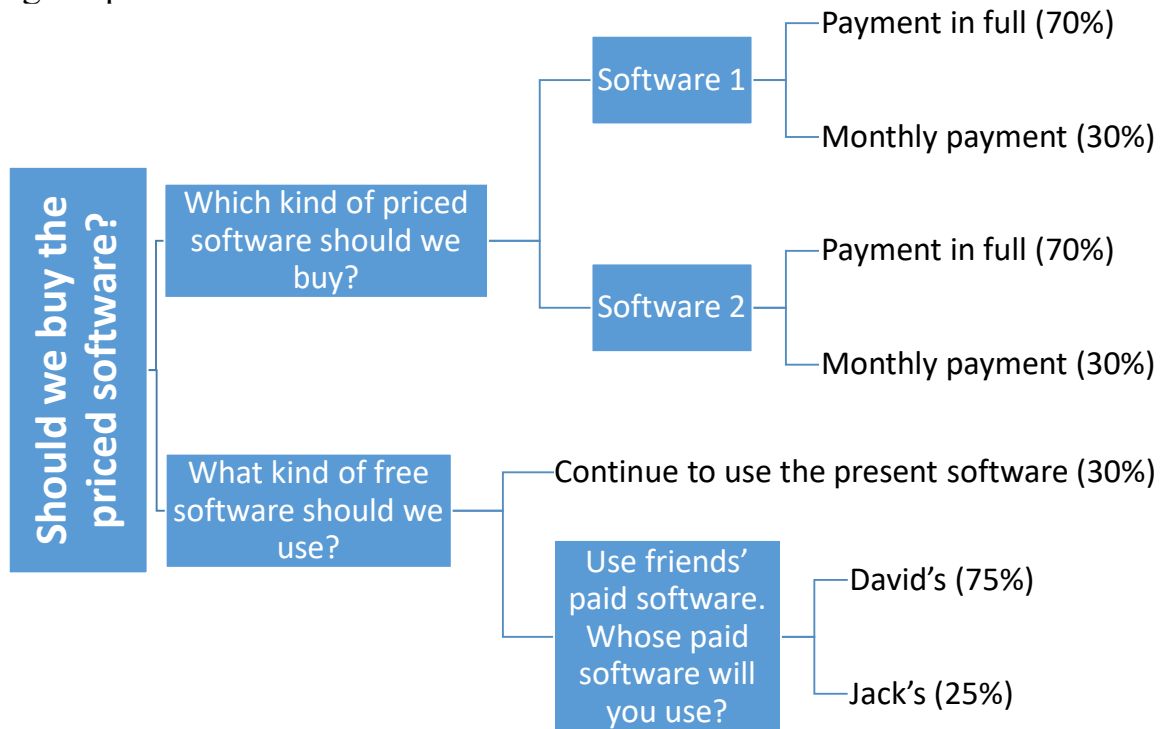 Payment in full (70%)
Software 1
Monthly payment (30%)
Should we buy the
priced software?
Which kind of priced
software should we
buy?
Payment in full (70%)
Software 2
Monthly payment (30%)
What kind of free
software should we
use?
Continue to use the present software (30%)
Use friends’
paid software.
Whose paid
software will
you use?
David’s (75%)
Jack’s (25%)